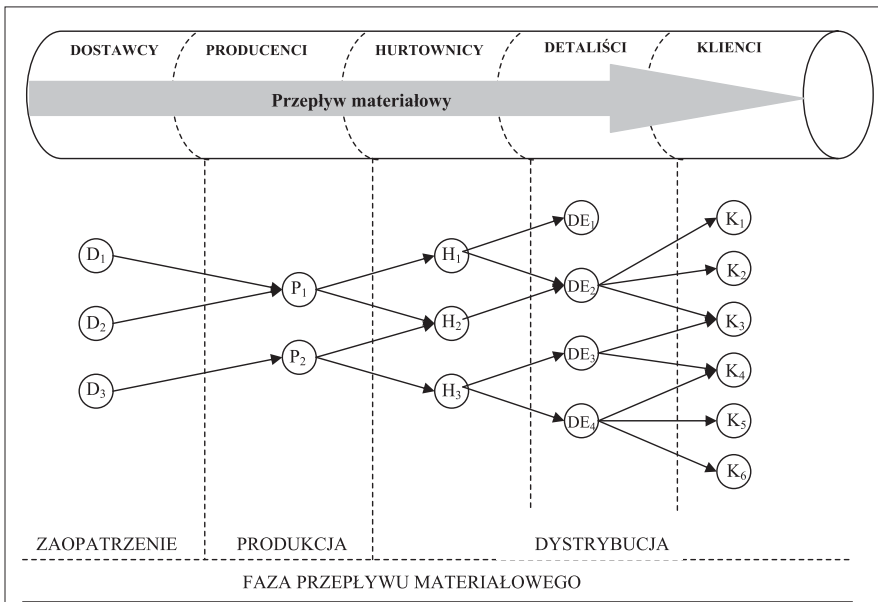 DOSTAWCY PRODUCENCI HURTOWNICY DETALIŚCI KLIENCI
Przepływ materiałowy
DE₁ K₁
D₁ H₁ K₂
P₁ DE₂
D₂ H₂ K₃
P₂ DE₃ K₄
D₃ H₃
DE₄ K₅
K₆
ZAOPATRZENIE PRODUKCJA DYSTRYBUCJA
FAZA PRZEPŁYWU MATERIAŁOWEGO